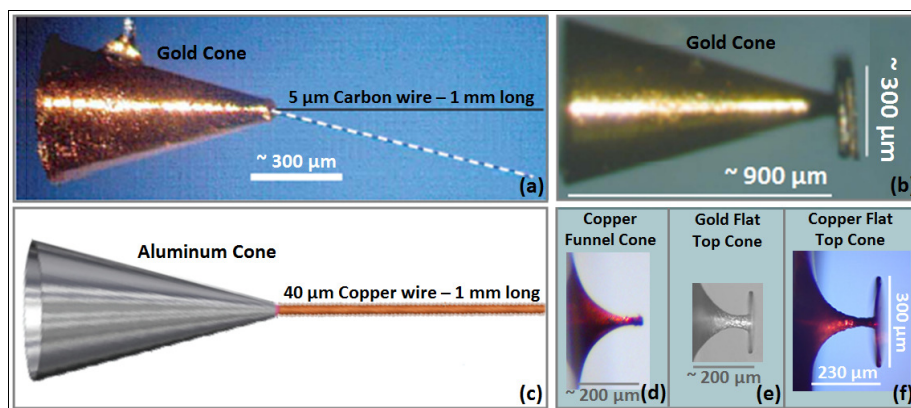 Gold Cone
5 µm Carbon wire – 1 mm long
~ 300 µm
(a)
Gold Cone
~ 300 µm
~ 900 µm
(b)
Aluminum Cone
40 µm Copper wire – 1 mm long
(c)
Copper
Funnel Cone
~ 200 µm
(d)
Gold Flat
Top Cone
~ 200 µm
(e)
Copper Flat
Top Cone
300 µm
230 µm
(f)